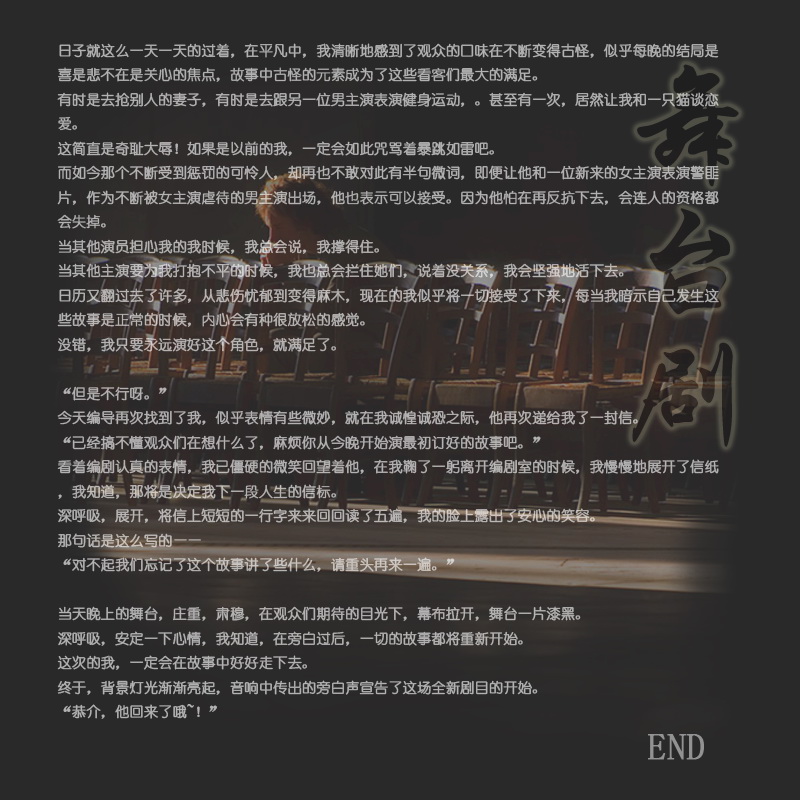 日子就这么一天一天的过着，在平凡中，我清晰地感到了观众的口味在不断变得古怪，似乎每晚的结局是
喜是悲不在是关心的焦点，故事中古怪的元素成为了这些看客们最大的满足。
有时是去抢别人的妻子，有时是去跟另一位男主演表演健身运动，。甚至有一次，居然让我和一只猫谈恋
爱。
这简直是奇耻大辱！如果是以前的我，一定会如此咒骂着暴跳如雷吧。
而如今那个不断受到惩罚的可怜人，却再也不敢对此有半句微词，即便让他和一位新来的女主演表演警匪
片，作为不断被女主演虐待的男主演出场，他也表示可以接受。因为他怕在再反抗下去，会连人的资格都
会失掉。
当其他演员担心我的我时候，我总会说，我撑得住。
当其他主演要为我打抱不平的时候，我也总会拦住她们，说着没关系，我会坚强地活下去。
日历又翻过去了许多，从悲伤忧郁到变得麻木，现在的我似乎将一切接受了下来，每当我暗示自己发生这
些故事是正常的时候，内心会有种很放松的感觉。
没错，我只要永远演好这个角色，就满足了。
“但是不行呀。”
今天编导再次找到了我，似乎表情有些微妙，就在我诚惶诚恐之际，他再次递给我了一封信。
“已经搞不懂观众们在想什么了，麻烦你从今晚开始演最初订好的故事吧。”
看着编剧认真的表情，我已僵硬的微笑回望着他，在我鞠了一躬离开编剧室的时候，我慢慢地展开了信纸
，我知道，那将是决定我下一段人生的信标。
深呼吸，展开，将信上短短的一行字来来回回读了五遍，我的脸上露出了安心的笑容。
那句话是这么写的——
“对不起我们忘记了这个故事讲了些什么，请重头再来一遍。”
当天晚上的舞台，庄重，肃穆，在观众们期待的目光下，幕布拉开，舞台一片漆黑。
深呼吸，安定一下心情，我知道，在旁白过后，一切的故事都将重新开始。
这次的我，一定会在故事中好好走下去。
终于，背景灯光渐渐亮起，音响中传出的旁白声宣告了这场全新剧目的开始。
“恭介，他回来了哦~！”
舞台剧
END